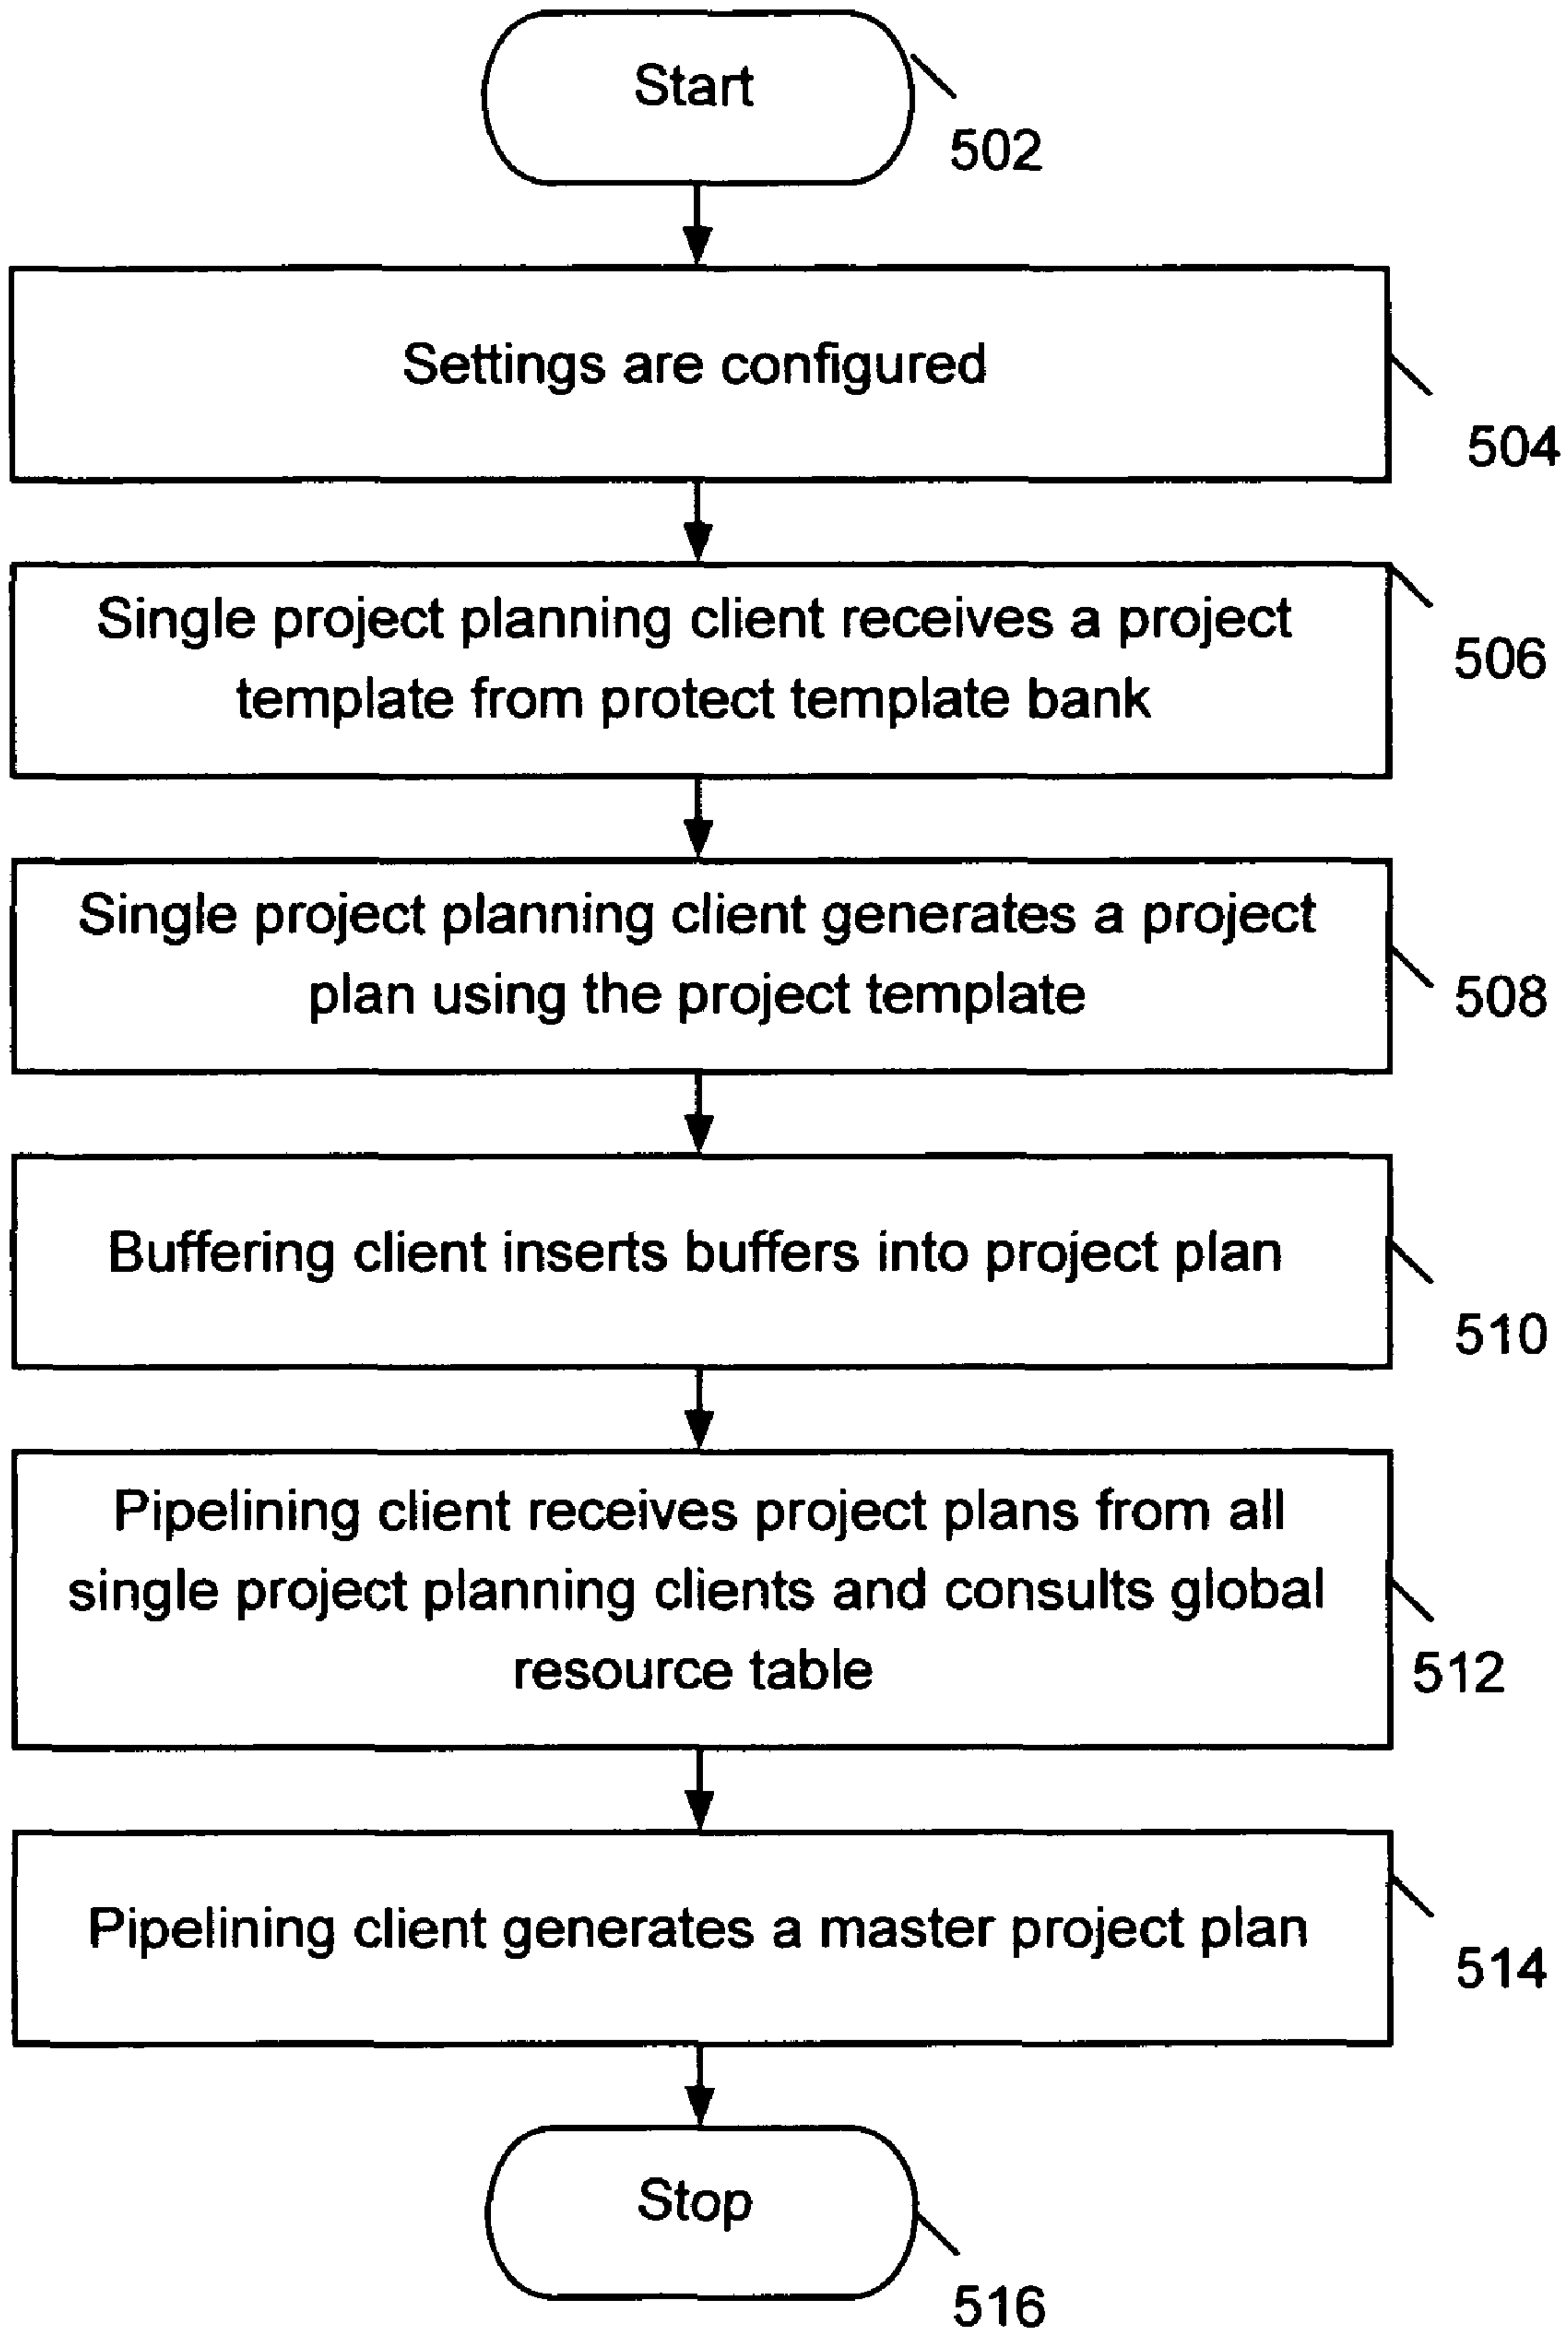 Start
502
Settings are configured
504
Single project planning client receives a project
template from protect template bank
506
Single project planning client generates a project
plan using the project template
508
Buffering client inserts buffers into project plan
510
Pipelining client receives project plans from all
single project planning clients and consults global
resource table
512
Pipelining client generates a master project plan
514
Stop
516